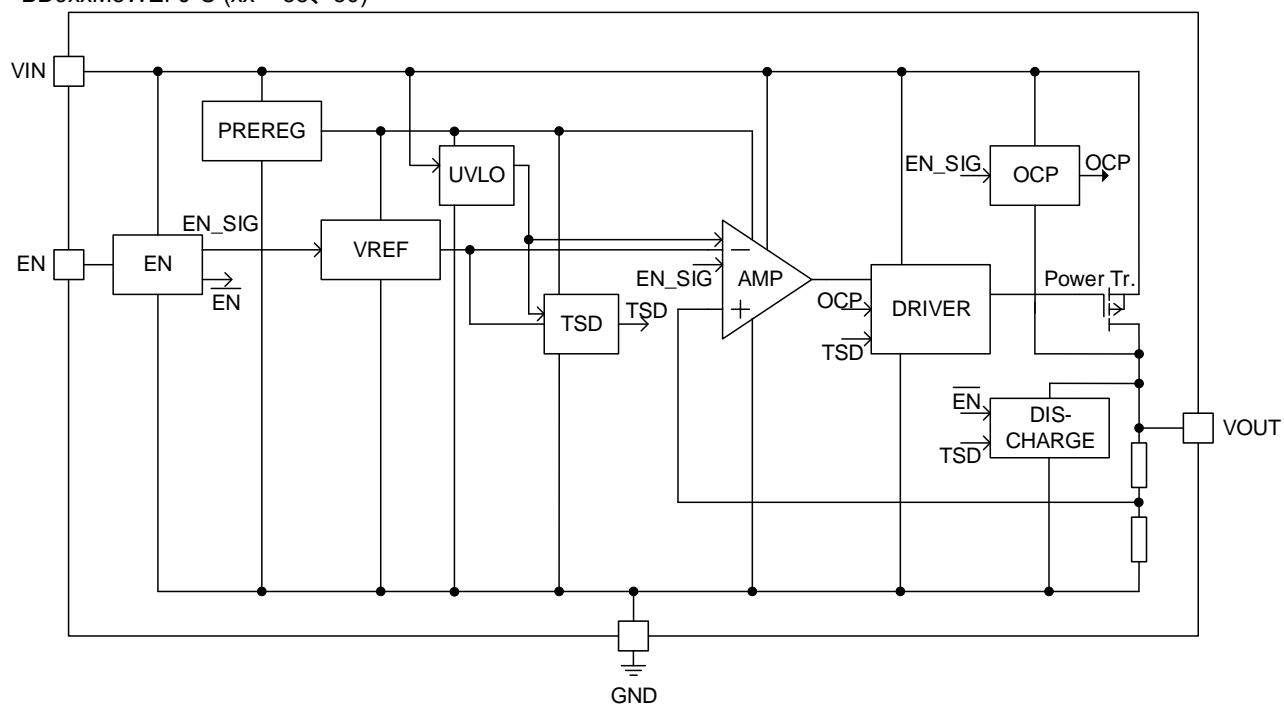 VIN
PREREG
UVLO
EN_SIG
OCP
OCP
EN_SIG
EN
EN
EN
VREF
EN_SIG
AMP
Power Tr.
TSD
TSD
OCP
TSD
DRIVER
EN
TSD
DIS-
CHARGE
VOUT
GND